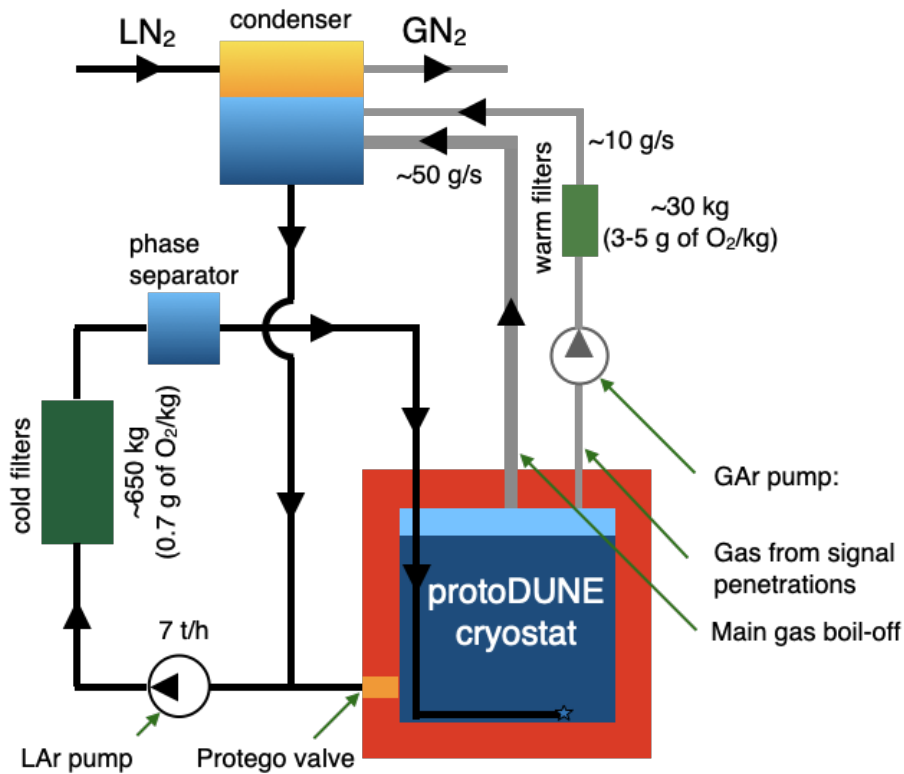 condenser
LN₂
GN₂
~10 g/s
~50 g/s
warm filters
~30 kg
(3-5 g of O₂/kg)
phase
separator
cold filters
~650 kg
(0.7 g of O₂/kg)
GAr pump:
Gas from signal
penetrations
Main gas boil-off
protoDUNE
cryostat
7 t/h
LAr pump
Protego valve